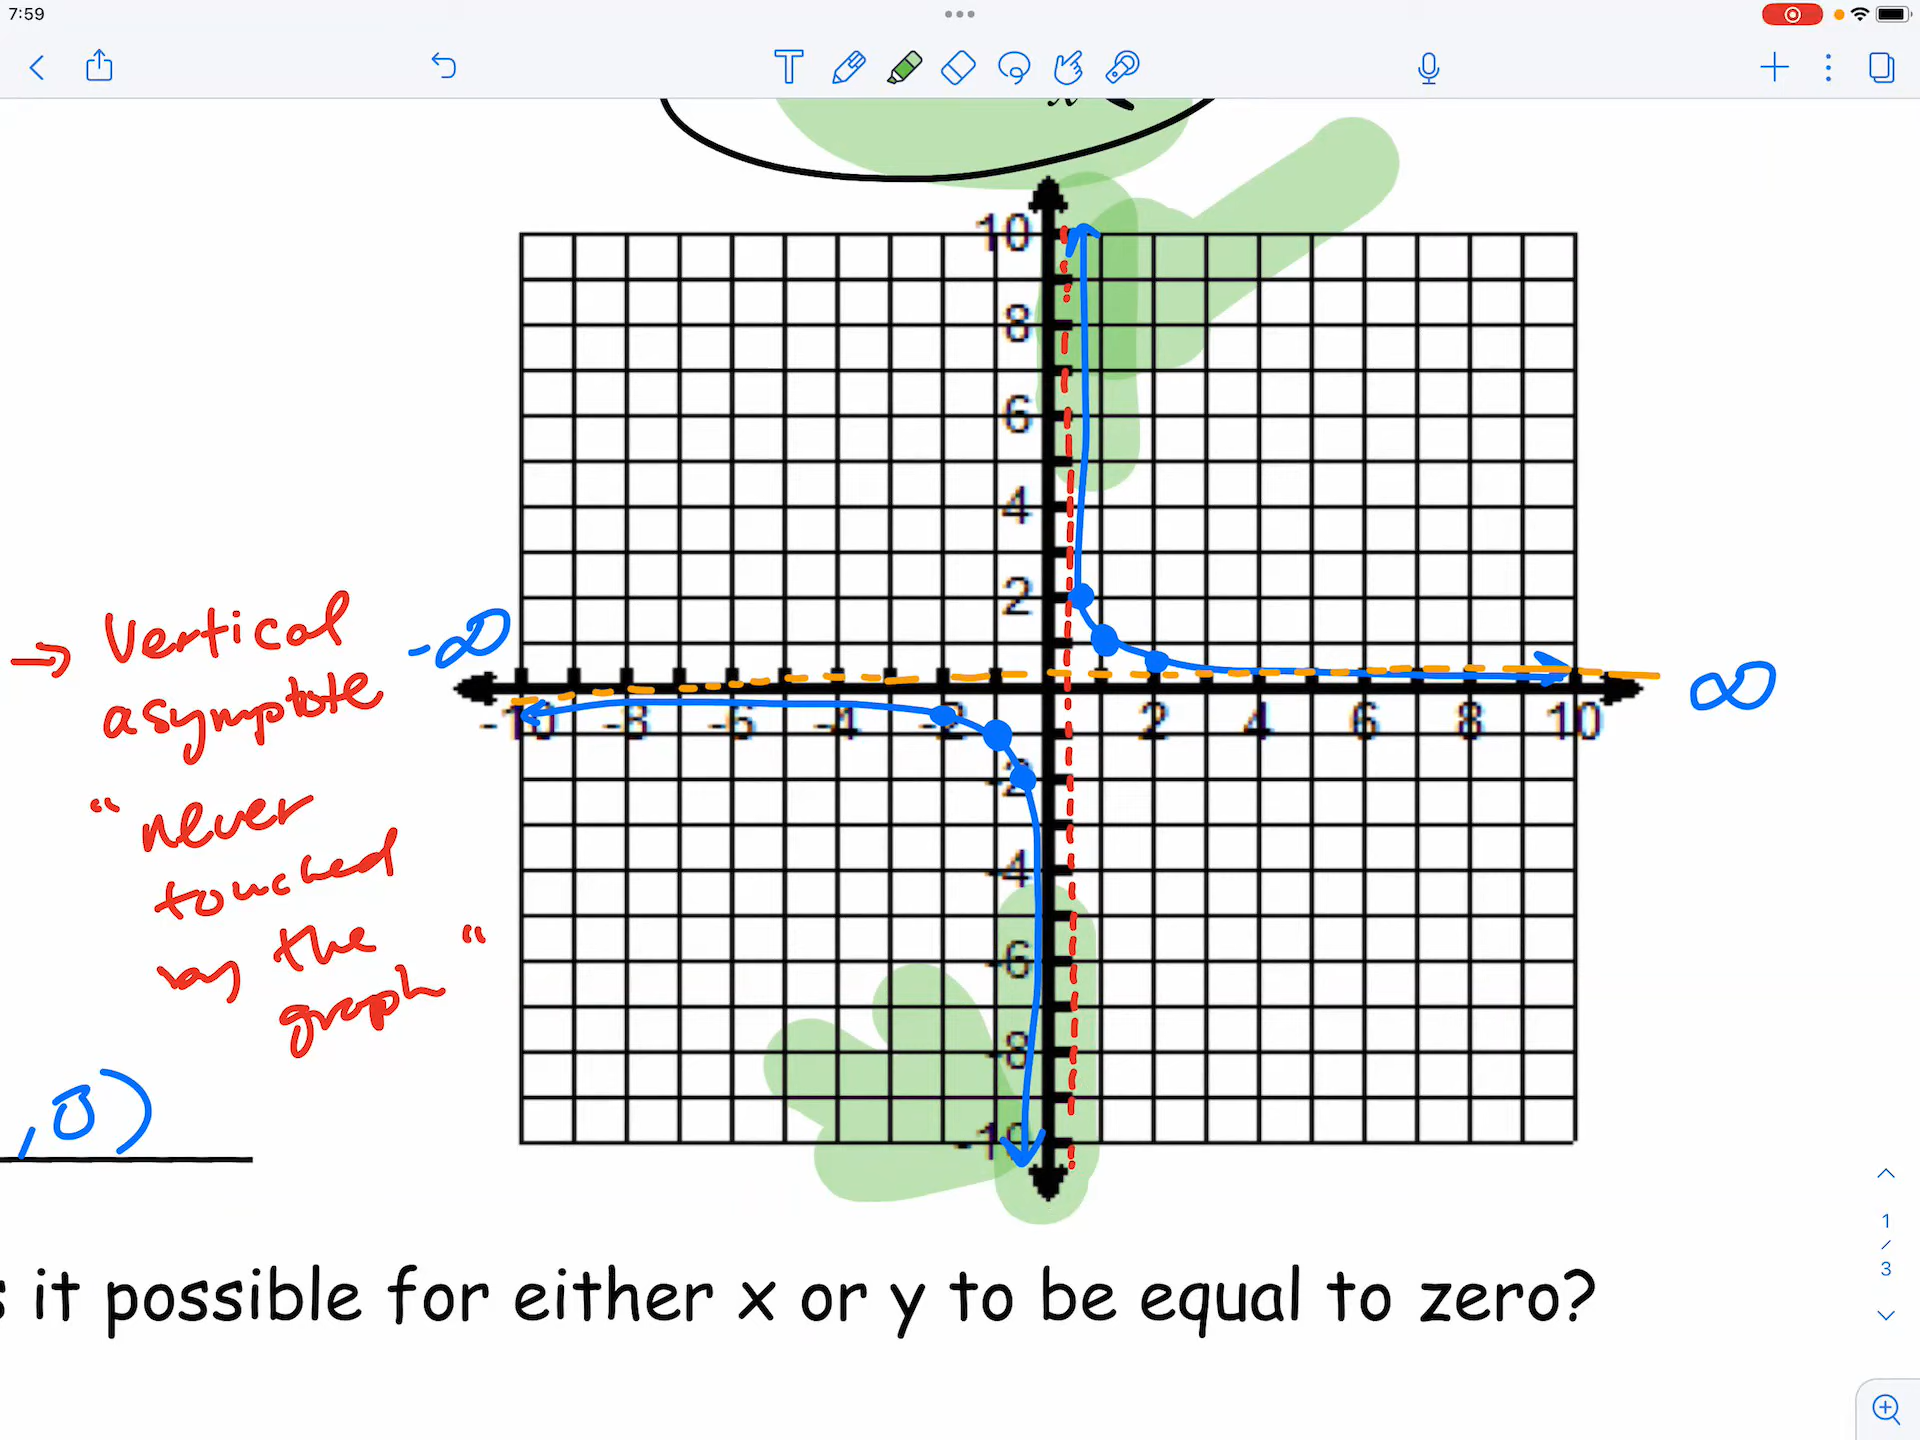 7:59
x
10
8
6
4
2
→ Vertical
asymptote
-∞
∞
-10 -8 -6 -4 -2 2 4 6 8 10
-2
-4
-6
-8
-10
“ never
touched
by the “
graph
,0)
1
/
3
it possible for either x or y to be equal to zero?